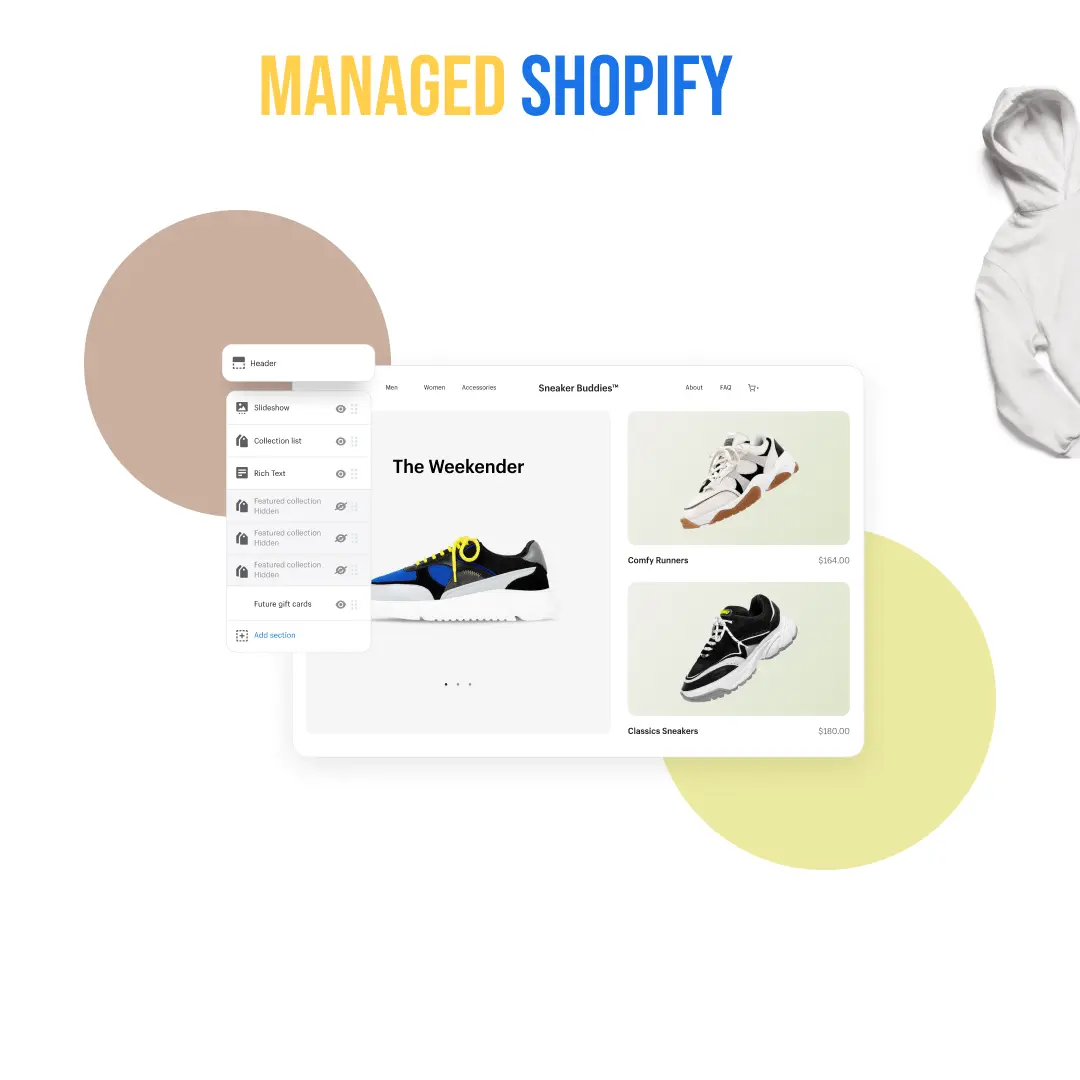 MANAGED SHOPIFY
Header
Men Women Accessories Sneaker Buddies™ About FAQ
Slideshow
Collection list
Rich Text
Featured collection
Hidden
Featured collection
Hidden
Featured collection
Hidden
Future gift cards
Add section
The Weekender
Comfy Runners $164.00
Classics Sneakers $180.00